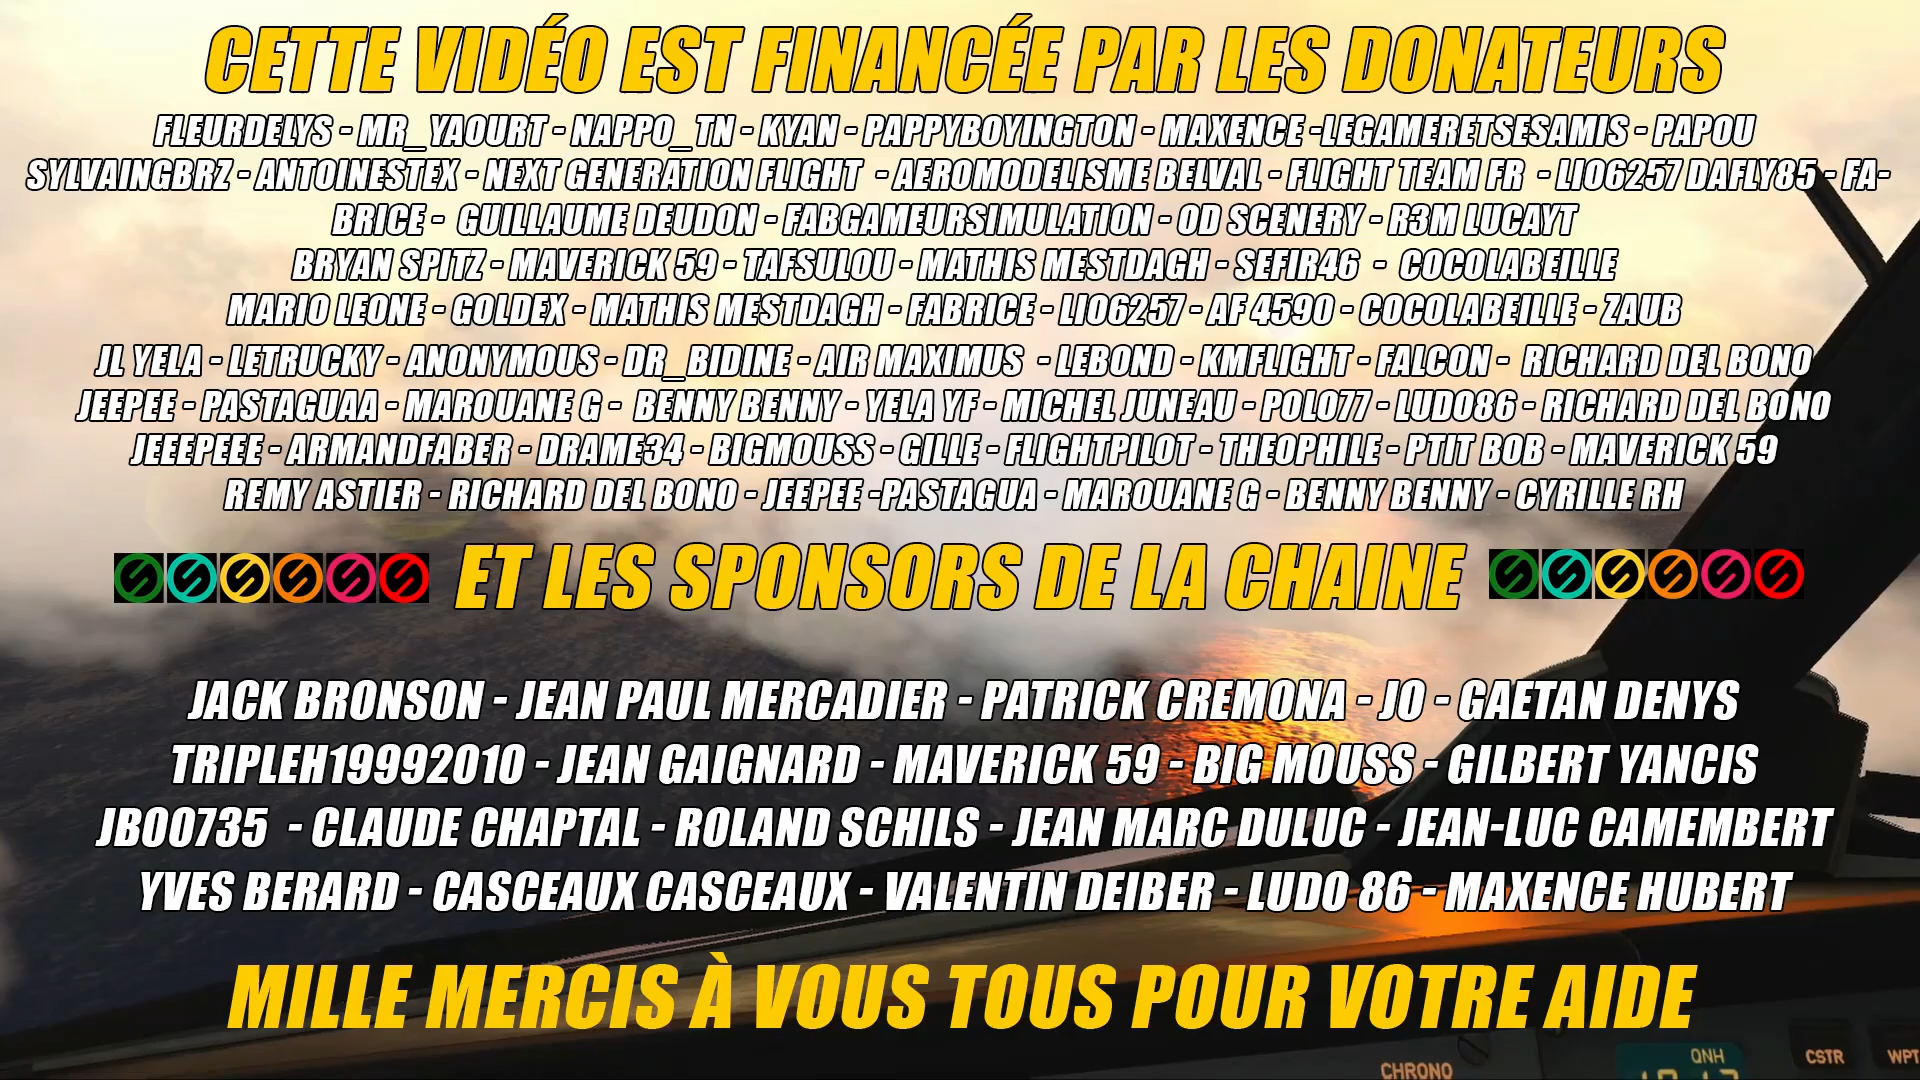 CETTE VIDÉO EST FINANCÉE PAR LES DONATEURS
FLEURDELYS - MR_YAOURT - NAPPO_TN - KYAN - PAPPYBOYINGTON - MAXENCE -LEGAMERETSESAMIS - PAPOU
SYLVAINGBRZ - ANTOINESTEX - NEXT GENERATION FLIGHT - AEROMODELISME BELVAL - FLIGHT TEAM FR - LIO6257 DAFLY85 - FA-
BRICE - GUILLAUME DEUDON - FABGAMEURSIMULATION - OD SCENERY - R3M LUCAYT
BRYAN SPITZ - MAVERICK 59 - TAFSULOU - MATHIS MESTDAGH - SEFIR46 - COCOLABEILLE
MARIO LEONE - GOLDEX - MATHIS MESTDAGH - FABRICE - LIO6257 - AF 4590 - COCOLABEILLE - ZAUB
JL YELA - LETRUCKY - ANONYMOUS - DR_BIDINE - AIR MAXIMUS - LEBOND - KMFLIGHT - FALCON - RICHARD DEL BONO
JEEPEE - PASTAGUAA - MAROUANE G - BENNY BENNY - YELA YF - MICHEL JUNEAU - POLO77 - LUDO86 - RICHARD DEL BONO
JEEEPEEE - ARMANDFABER - DRAME34 - BIGMOUSS - GILLE - FLIGHTPILOT - THEOPHILE - PTIT BOB - MAVERICK 59
REMY ASTIER - RICHARD DEL BONO - JEEPEE -PASTAGUA - MAROUANE G - BENNY BENNY - CYRILLE RH
ET LES SPONSORS DE LA CHAINE
JACK BRONSON - JEAN PAUL MERCADIER - PATRICK CREMONA - JO - GAETAN DENYS
TRIPLEH19992010 - JEAN GAIGNARD - MAVERICK 59 - BIG MOUSS - GILBERT YANCIS
JB00735 - CLAUDE CHAPTAL - ROLAND SCHILS - JEAN MARC DULUC - JEAN-LUC CAMEMBERT
YVES BERARD - CASCEAUX CASCEAUX - VALENTIN DEIBER - LUDO 86 - MAXENCE HUBERT
MILLE MERCIS À VOUS TOUS POUR VOTRE AIDE
CHRONO
QNH
CSTR
WPT